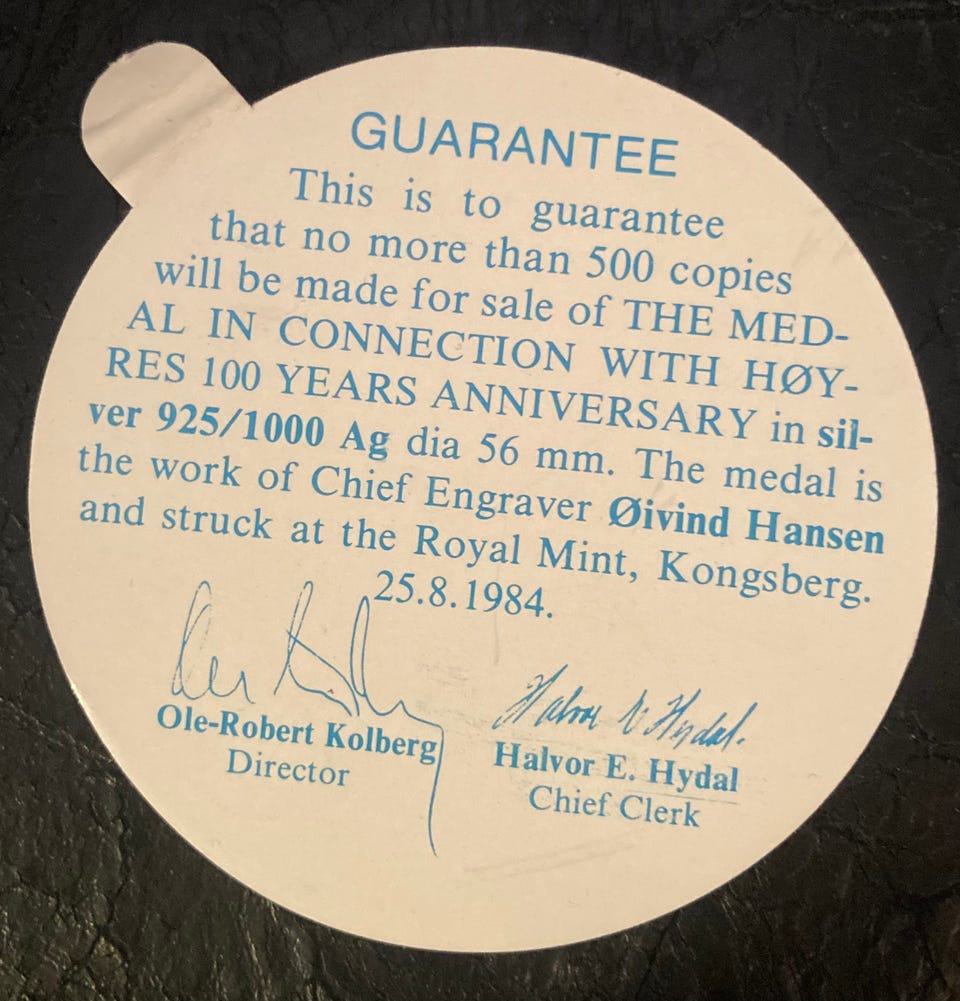 GUARANTEE
This is to guarantee
that no more than 500 copies
will be made for sale of THE MED-
AL IN CONNECTION WITH HØY-
RES 100 YEARS ANNIVERSARY in sil-
ver 925/1000 Ag dia 56 mm. The medal is
the work of Chief Engraver Øivind Hansen
and struck at the Royal Mint, Kongsberg.
25.8.1984.
Halvor E Hydal.
Ole-Robert Kolberg
Director
Halvor E. Hydal
Chief Clerk